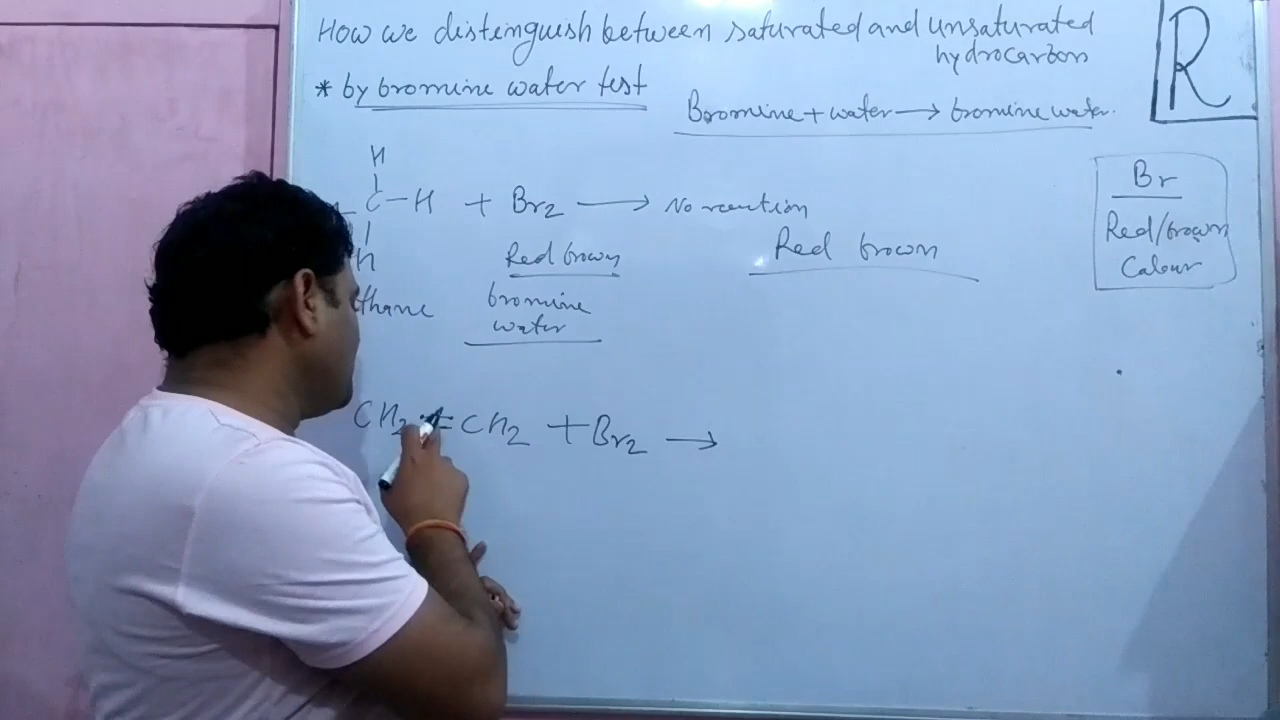 How we distinguish between saturated and unsaturated
hydrocarbon
* by bromine water test
Bromine + water → bromine water.
R
H
C-H + Br2 → No reaction
h
Red brown
Red brown
thane
bromine
water
Br
Red/brown
Colour
CH2=CH2 + Br2 →